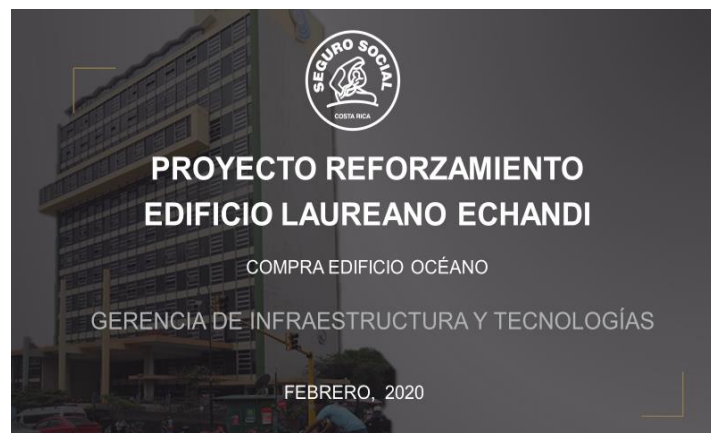 SEGURO SOCIAL
COSTA RICA
PROYECTO REFORZAMIENTO
EDIFICIO LAUREANO ECHANDI
COMPRA EDIFICIO OCÉANO
GERENCIA DE INFRAESTRUCTURA Y TECNOLOGÍAS
FEBRERO, 2020